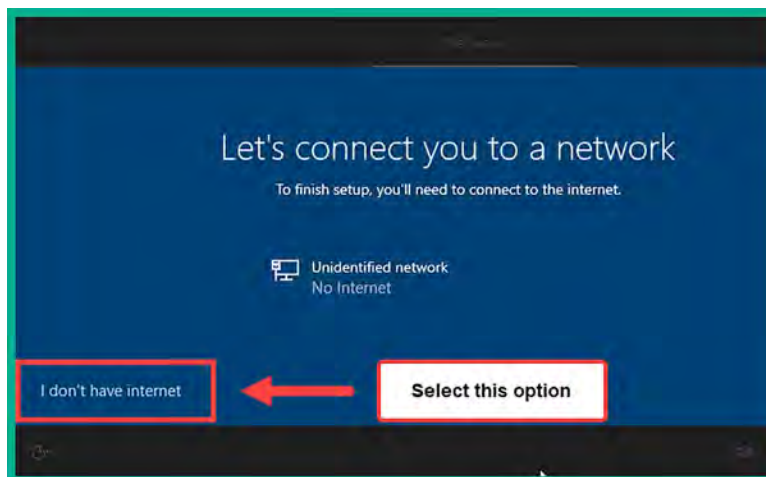 Let's connect you to a network
To finish setup, you'll need to connect to the internet.
Unidentified network
No Internet
I don't have internet
Select this option